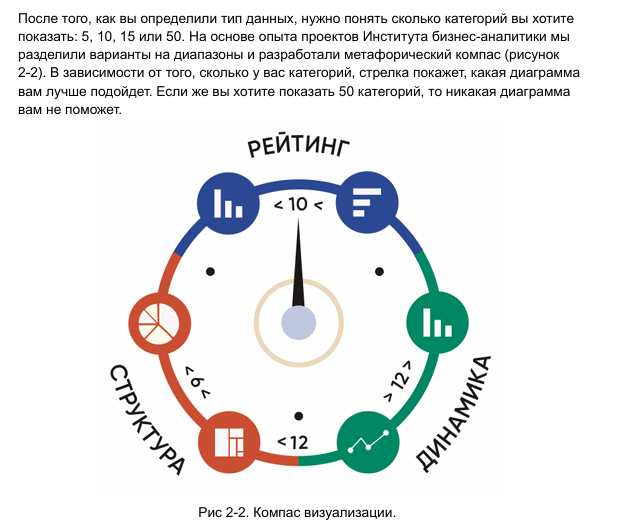 После того, как вы определили тип данных, нужно понять сколько категорий вы хотите
показать: 5, 10, 15 или 50. На основе опыта проектов Института бизнес-аналитики мы
разделили варианты на диапазоны и разработали метафорический компас (рисунок
2-2). В зависимости от того, сколько у вас категорий, стрелка покажет, какая диаграмма
вам лучше подойдет. Если же вы хотите показать 50 категорий, то никакая диаграмма
вам не поможет.
РЕЙТИНГ
< 10 <
< 6 <
> 12 >
СТРУКТУРА
ДИНАМИКА
< 12
Рис 2-2. Компас визуализации.